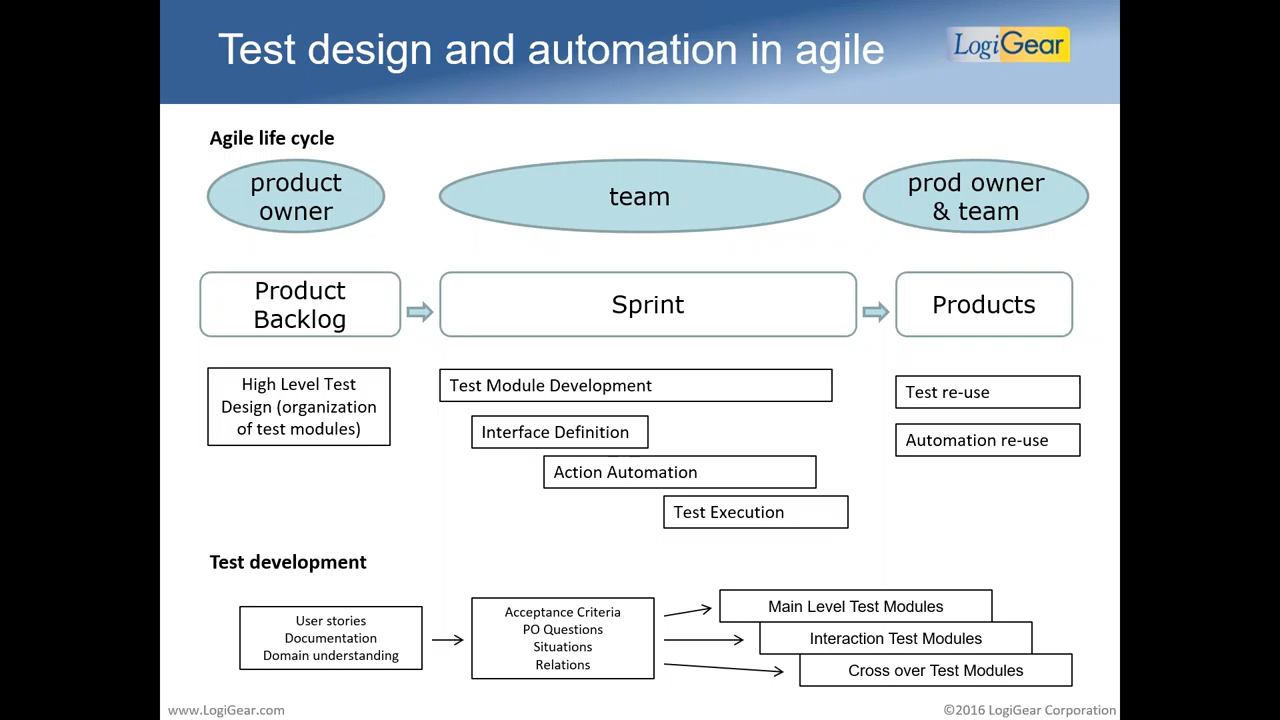 Test design and automation in agile
LogiGear
Agile life cycle
product
owner
team
prod owner
& team
Product
Backlog
Sprint
Products
High Level Test
Design (organization
of test modules)
Test Module Development
Interface Definition
Action Automation
Test Execution
Test re-use
Automation re-use
Test development
User stories
Documentation
Domain understanding
Acceptance Criteria
PO Questions
Situations
Relations
Main Level Test Modules
Interaction Test Modules
Cross over Test Modules
www.LogiGear.com
©2016 LogiGear Corporation